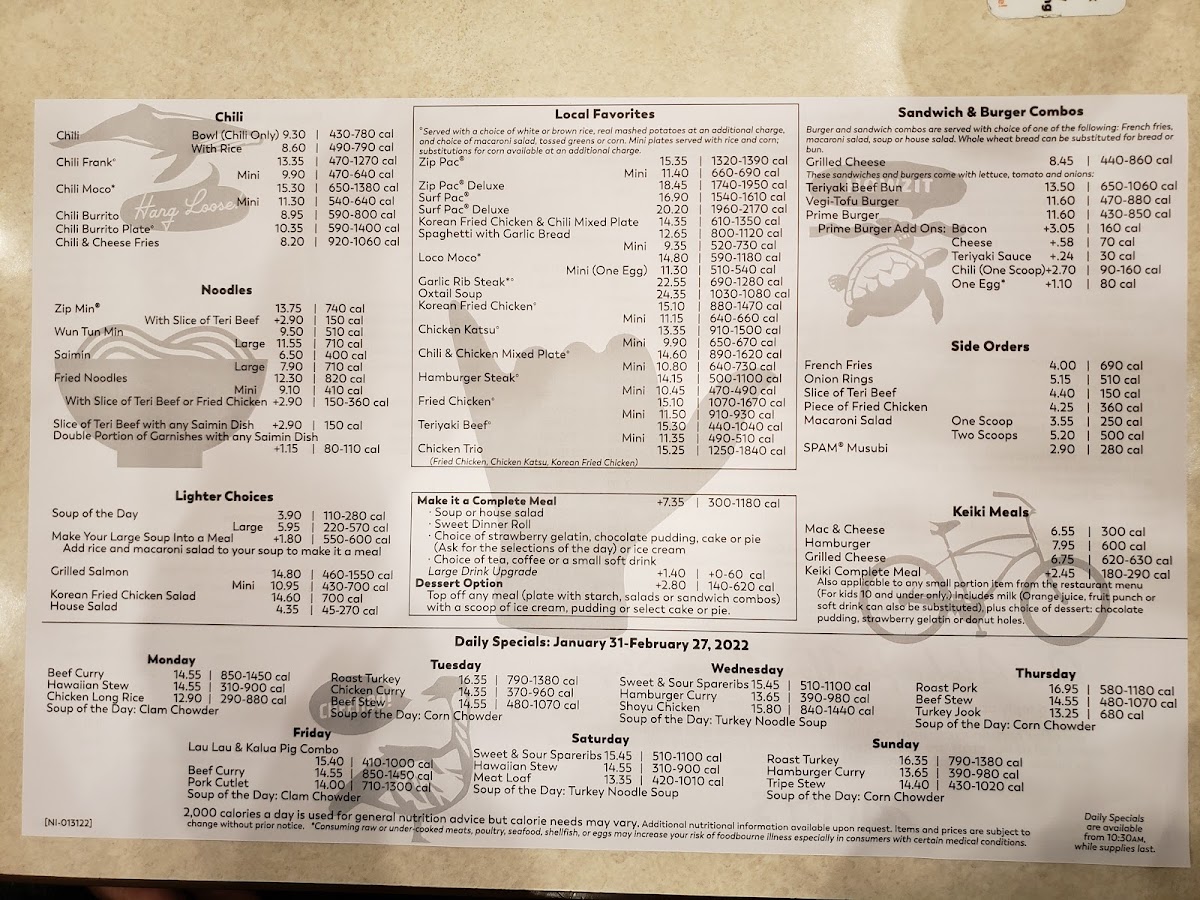 Chili
Chili Bowl (Chili Only) 9.30 | 430-780 cal
With Rice 8.60 | 490-790 cal
Chili Frank° 13.35 | 470-1270 cal
Mini 9.90 | 470-640 cal
Chili Moco* 15.30 | 650-1380 cal
Mini 11.30 | 540-640 cal
Chili Burrito 8.95 | 590-800 cal
Chili Burrito Plate° 10.35 | 590-1400 cal
Chili & Cheese Fries 8.20 | 920-1060 cal
Hang Loose!
Noodles
Zip Min® 13.75 | 740 cal
With Slice of Teri Beef +2.90 | 150 cal
Wun Tun Min 9.50 | 510 cal
Large 11.55 | 710 cal
Saimin 6.50 | 400 cal
Large 7.90 | 710 cal
Fried Noodles 12.30 | 820 cal
Mini 9.10 | 410 cal
With Slice of Teri Beef or Fried Chicken +2.90 | 150-360 cal
Slice of Teri Beef with any Saimin Dish +2.90 | 150 cal
Double Portion of Garnishes with any Saimin Dish
+1.15 | 80-110 cal
Lighter Choices
Soup of the Day 3.90 | 110-280 cal
Large 5.95 | 220-570 cal
Make Your Large Soup Into a Meal +1.80 | 550-600 cal
Add rice and macaroni salad to your soup to make it a meal
Grilled Salmon 14.80 | 460-1550 cal
Mini 10.95 | 430-700 cal
Korean Fried Chicken Salad 14.60 | 700 cal
House Salad 4.35 | 45-270 cal
Local Favorites
°Served with a choice of white or brown rice, real mashed potatoes at an additional charge,
and choice of macaroni salad, tossed greens or corn. Mini plates served with rice and corn;
substitutions for corn available at an additional charge.
Zip Pac® 15.35 | 1320-1390 cal
Mini 11.40 | 660-690 cal
Zip Pac® Deluxe 18.45 | 1740-1950 cal
Surf Pac® 16.90 | 1540-1610 cal
Surf Pac® Deluxe 20.20 | 1960-2170 cal
Korean Fried Chicken & Chili Mixed Plate 14.35 | 610-1350 cal
Spaghetti with Garlic Bread 12.65 | 800-1120 cal
Mini 9.35 | 520-730 cal
Loco Moco* 14.80 | 590-1180 cal
Mini (One Egg) 11.30 | 510-540 cal
Garlic Rib Steak*° 22.55 | 690-1280 cal
Oxtail Soup 24.35 | 1030-1080 cal
Korean Fried Chicken° 15.10 | 880-1470 cal
Mini 11.15 | 640-660 cal
Chicken Katsu° 13.35 | 910-1500 cal
Mini 9.90 | 650-670 cal
Chili & Chicken Mixed Plate° 14.60 | 890-1620 cal
Mini 10.80 | 640-730 cal
Hamburger Steak° 14.15 | 500-1100 cal
Mini 10.45 | 470-490 cal
Fried Chicken° 15.10 | 1070-1670 cal
Mini 11.50 | 910-930 cal
Teriyaki Beef° 15.30 | 440-1040 cal
Mini 11.35 | 490-510 cal
Chicken Trio 15.25 | 1250-1840 cal
(Fried Chicken, Chicken Katsu, Korean Fried Chicken)
Make it a Complete Meal +7.35 | 300-1180 cal
· Soup or house salad
· Sweet Dinner Roll
· Choice of strawberry gelatin, chocolate pudding, cake or pie
(Ask for the selections of the day) or ice cream
· Choice of tea, coffee or a small soft drink
Large Drink Upgrade +1.40 | +0-60 cal
Dessert Option +2.80 | 140-620 cal
Top off any meal (plate with starch, salads or sandwich combos)
with a scoop of ice cream, pudding or select cake or pie.
Sandwich & Burger Combos
Burger and sandwich combos are served with choice of one of the following: French fries,
macaroni salad, soup or house salad. Whole wheat bread can be substituted for bread or
bun.
Grilled Cheese 8.45 | 440-860 cal
These sandwiches and burgers come with lettuce, tomato and onions:
Teriyaki Beef Bun 13.50 | 650-1060 cal
Vegi-Tofu Burger 11.60 | 470-880 cal
Prime Burger 11.60 | 430-850 cal
Prime Burger Add Ons: Bacon +3.05 | 160 cal
Cheese +.58 | 70 cal
Teriyaki Sauce +.24 | 30 cal
Chili (One Scoop) +2.70 | 90-160 cal
One Egg* +1.10 | 80 cal
Side Orders
French Fries 4.00 | 690 cal
Onion Rings 5.15 | 510 cal
Slice of Teri Beef 4.40 | 150 cal
Piece of Fried Chicken 4.25 | 360 cal
Macaroni Salad One Scoop 3.55 | 250 cal
Two Scoops 5.20 | 500 cal
SPAM® Musubi 2.90 | 280 cal
Keiki Meals
Mac & Cheese 6.55 | 300 cal
Hamburger 7.95 | 600 cal
Grilled Cheese 6.75 | 620-630 cal
Keiki Complete Meal +2.45 | 180-290 cal
Also applicable to any small portion item from the restaurant menu
(For kids 10 and under only.) Includes milk (Orange juice, fruit punch or
soft drink can also be substituted), plus choice of dessert: chocolate
pudding, strawberry gelatin or donut holes.
Daily Specials: January 31-February 27, 2022
Monday
Beef Curry 14.55 | 850-1450 cal
Hawaiian Stew 14.55 | 310-900 cal
Chicken Long Rice 12.90 | 290-880 cal
Soup of the Day: Clam Chowder
Tuesday
Roast Turkey 16.35 | 790-1380 cal
Chicken Curry 14.35 | 370-960 cal
Beef Stew 14.55 | 480-1070 cal
Soup of the Day: Corn Chowder
Wednesday
Sweet & Sour Spareribs 15.45 | 510-1100 cal
Hamburger Curry 13.65 | 390-980 cal
Shoyu Chicken 15.80 | 840-1440 cal
Soup of the Day: Turkey Noodle Soup
Thursday
Roast Pork 16.95 | 580-1180 cal
Beef Stew 14.55 | 480-1070 cal
Turkey Jook 13.25 | 680 cal
Soup of the Day: Corn Chowder
Friday
Lau Lau & Kalua Pig Combo
15.40 | 410-1000 cal
Beef Curry 14.55 | 850-1450 cal
Pork Cutlet 14.00 | 710-1300 cal
Soup of the Day: Clam Chowder
Saturday
Sweet & Sour Spareribs 15.45 | 510-1100 cal
Hawaiian Stew 14.55 | 310-900 cal
Meat Loaf 13.35 | 420-1010 cal
Soup of the Day: Turkey Noodle Soup
Sunday
Roast Turkey 16.35 | 790-1380 cal
Hamburger Curry 13.65 | 390-980 cal
Tripe Stew 14.40 | 430-1020 cal
Soup of the Day: Corn Chowder
[NI-013122]
2,000 calories a day is used for general nutrition advice but calorie needs may vary. Additional nutritional information available upon request. Items and prices are subject to
change without prior notice. *Consuming raw or under-cooked meats, poultry, seafood, shellfish, or eggs may increase your risk of foodbourne illness especially in consumers with certain medical conditions.
Daily Specials
are available
from 10:30AM,
while supplies last.